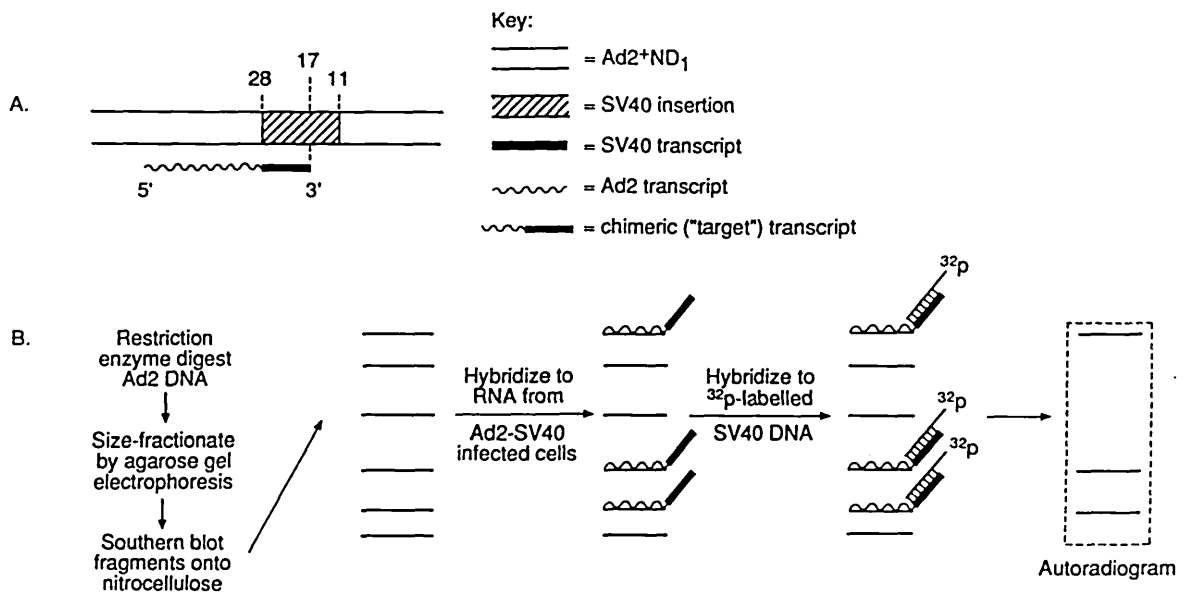 Key:
= Ad2+ND1
= SV40 insertion
= SV40 transcript
= Ad2 transcript
= chimeric ("target") transcript
A.
28
17
11
5'
3'
B.
Restriction
enzyme digest
Ad2 DNA
Size-fractionate
by agarose gel
electrophoresis
Southern blot
fragments onto
nitrocellulose
Hybridize to
RNA from
Ad2-SV40
infected cells
Hybridize to
32p-labelled
SV40 DNA
32p
32p
32p
Autoradiogram